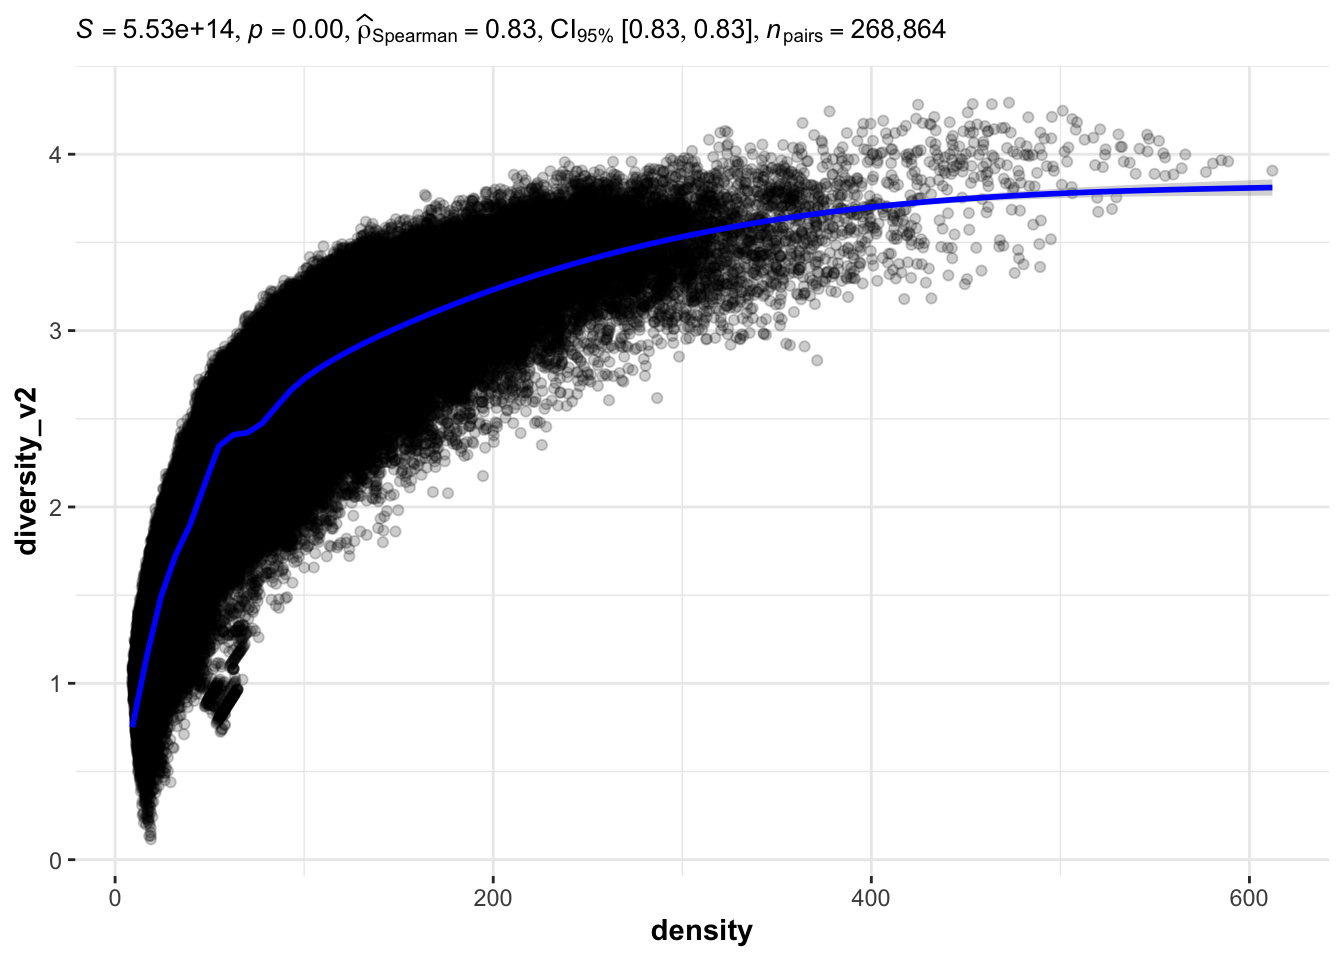 S = 5.53e+14, p = 0.00, ρ̂Spearman = 0.83, CI95% [0.83, 0.83], npairs = 268,864
4
3
2
1
0
diversity_v2
0 200 400 600
density